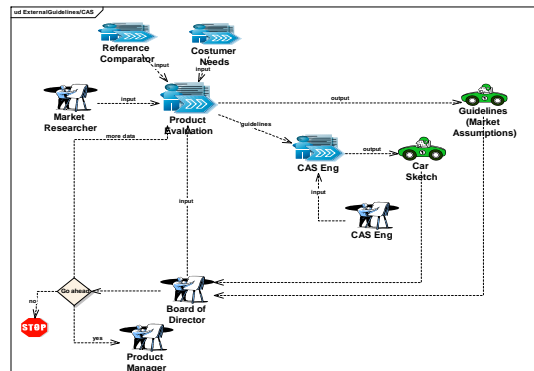 ud ExternalGuidelines/CAS
Reference
Comparator
Costumer
Needs
input
input
Market
Researcher
input
Product
Evaluation
output
Guidelines
(Market
Assumptions)
more data
guidelines
CAS Eng
output
Car
Sketch
input
input
CAS Eng
Go ahead
Board of
Director
no
STOP
yes
Product
Manager